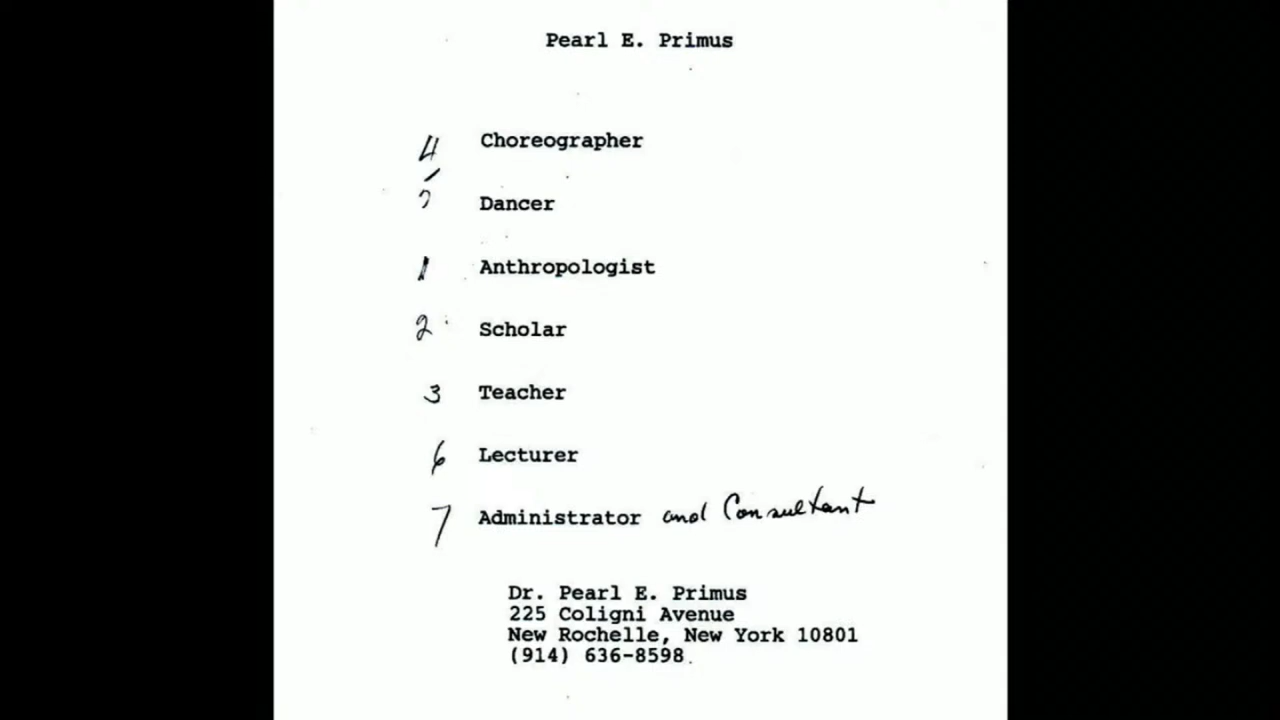 Pearl E. Primus
4 Choreographer
Dancer
1 Anthropologist
2 Scholar
3 Teacher
6 Lecturer
7 Administrator and Consultant
Dr. Pearl E. Primus
225 Coligni Avenue
New Rochelle, New York 10801
(914) 636-8598